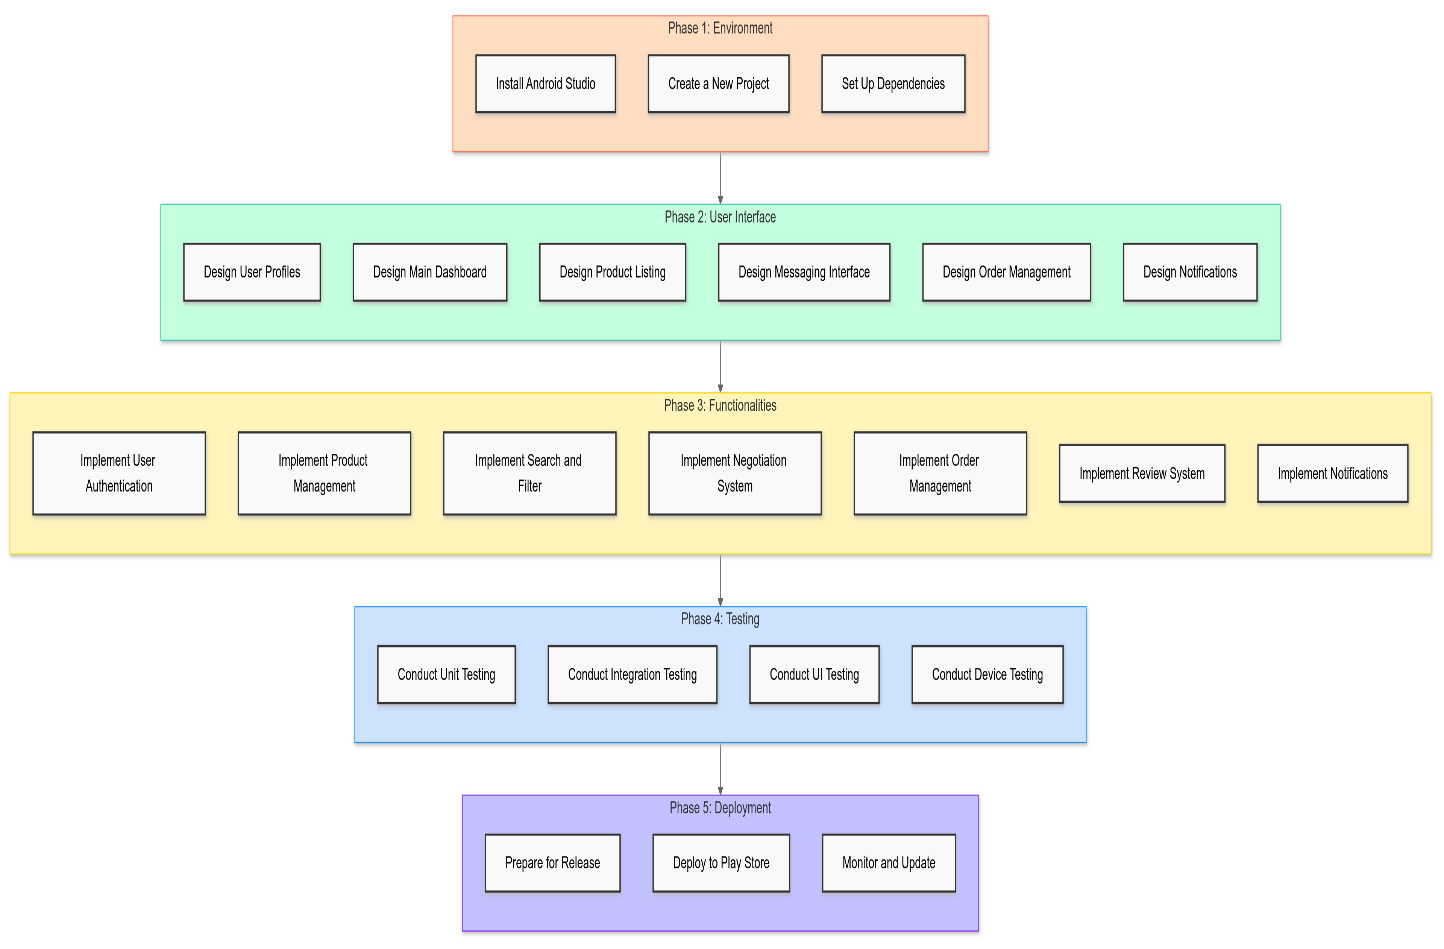 Phase 1: Environment
Install Android Studio
Create a New Project
Set Up Dependencies
Phase 2: User Interface
Design User Profiles
Design Main Dashboard
Design Product Listing
Design Messaging Interface
Design Order Management
Design Notifications
Phase 3: Functionalities
Implement User
Authentication
Implement Product
Management
Implement Search and
Filter
Implement Negotiation
System
Implement Order
Management
Implement Review System
Implement Notifications
Phase 4: Testing
Conduct Unit Testing
Conduct Integration Testing
Conduct UI Testing
Conduct Device Testing
Phase 5: Deployment
Prepare for Release
Deploy to Play Store
Monitor and Update